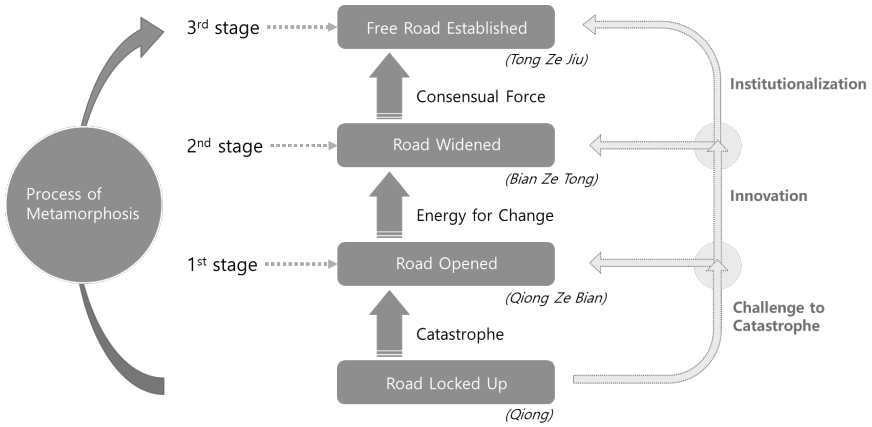 3rd stage
Free Road Established
(Tong Ze Jiu)
Institutionalization
Consensual Force
2nd stage
Road Widened
(Bian Ze Tong)
Process of
Metamorphosis
Innovation
Energy for Change
1st stage
Road Opened
(Qiong Ze Bian)
Challenge to
Catastrophe
Catastrophe
Road Locked Up
(Qiong)